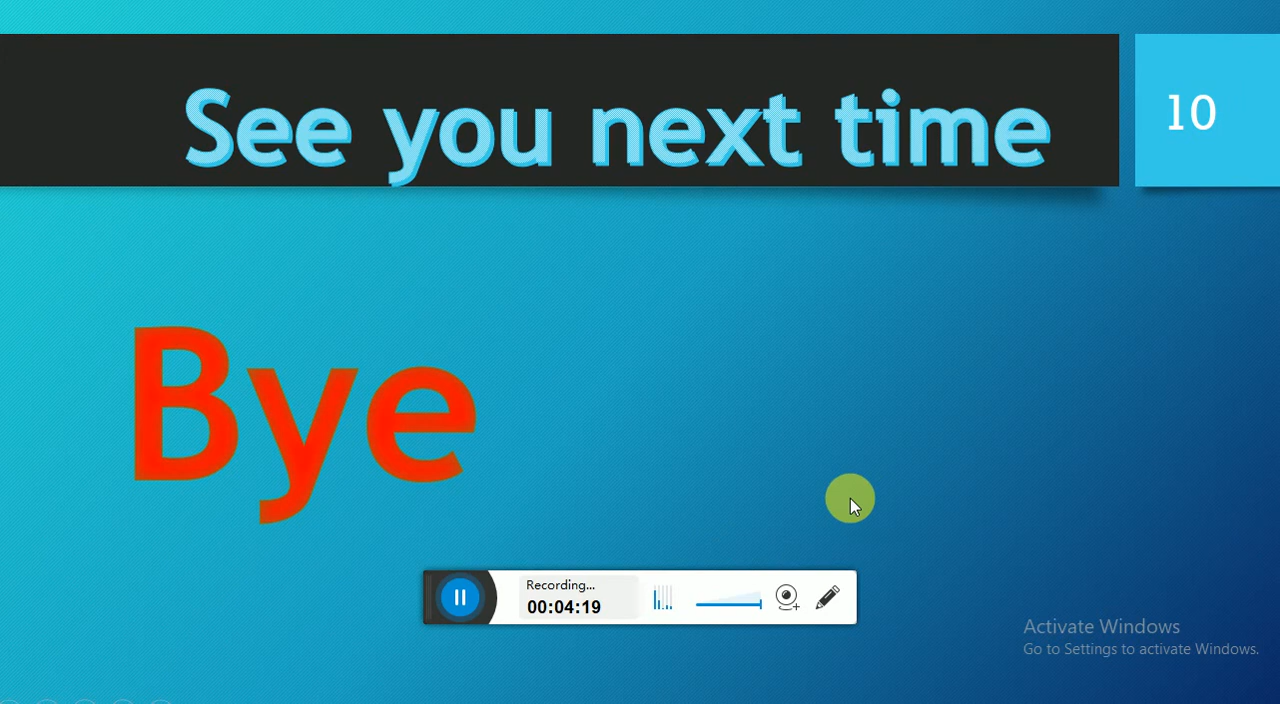 See you next time
10
Bye
Recording...
00:04:19
Activate Windows
Go to Settings to activate Windows.